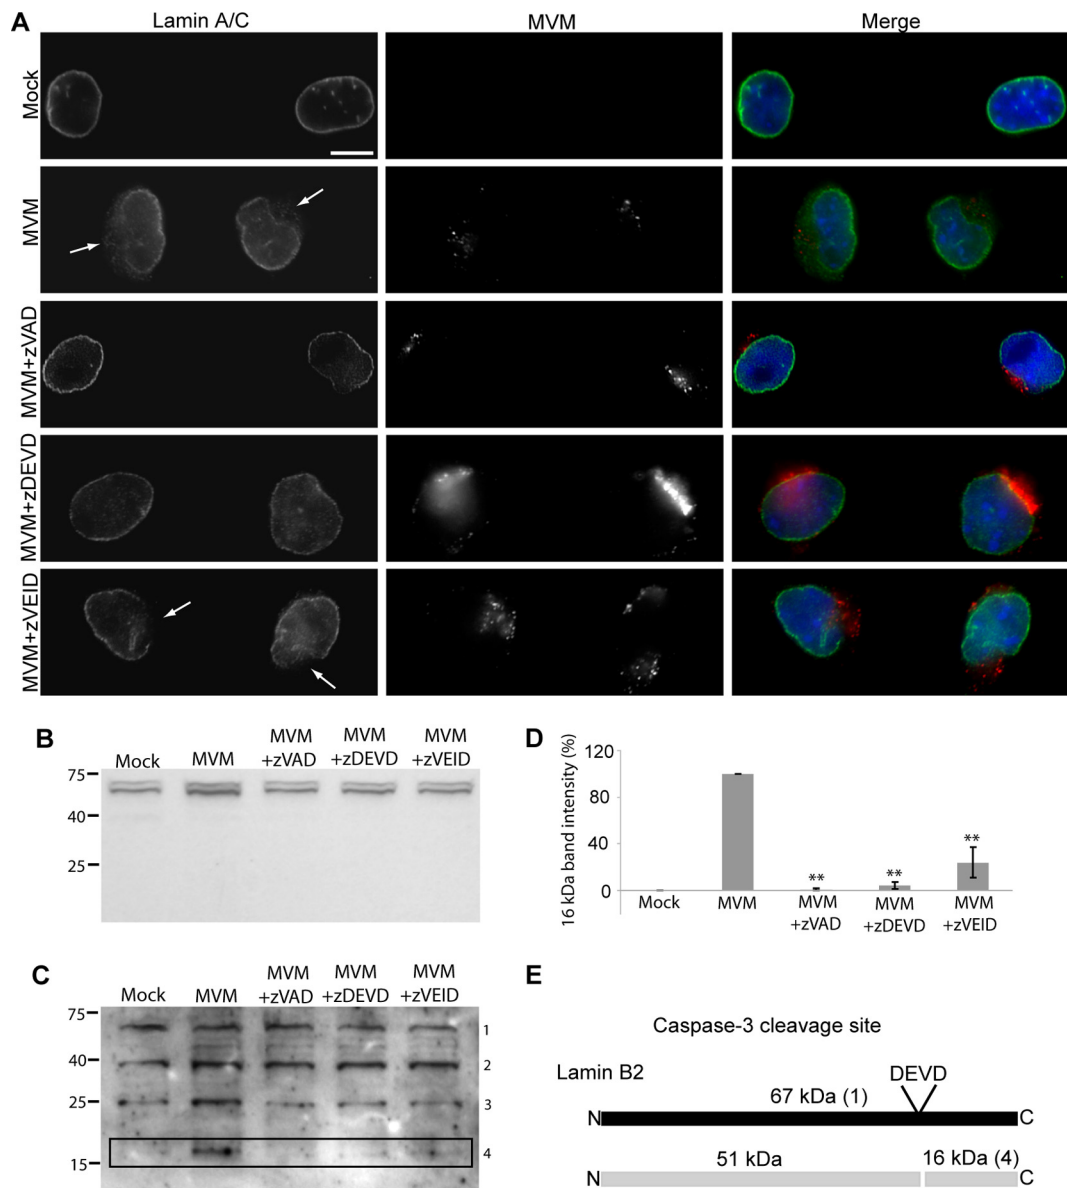 A
Lamin A/C
MVM
Merge
Mock
MVM
MVM+zVAD
MVM+zDEVD
MVM+zVEID
B
Mock
MVM
MVM
+zVAD
MVM
+zDEVD
MVM
+zVEID
75
40
25
D
16 kDa band intensity (%)
120
80
40
0
**
**
**
Mock
MVM
MVM
+zVAD
MVM
+zDEVD
MVM
+zVEID
C
Mock
MVM
MVM
+zVAD
MVM
+zDEVD
MVM
+zVEID
75
40
25
15
1
2
3
4
E
Caspase-3 cleavage site
Lamin B2
DEVD
67 kDa (1)
N
C
51 kDa
16 kDa (4)
N
C